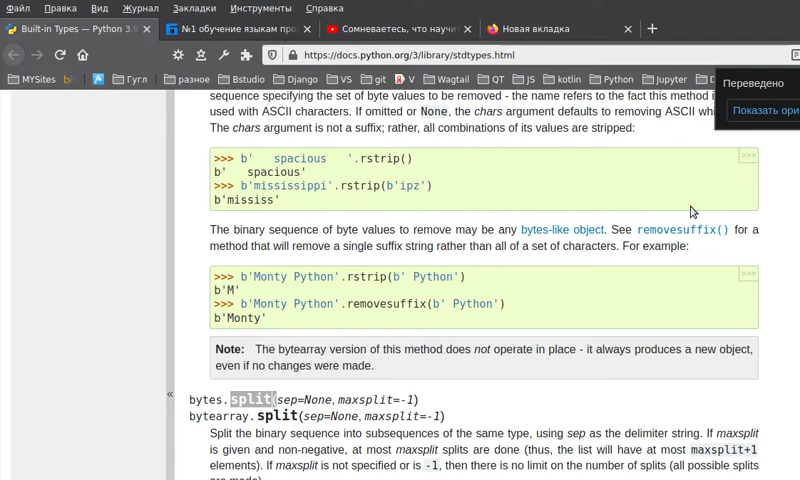 Файл Правка Вид Журнал Закладки Инструменты Справка
Built-in Types — Python 3.9 №1 обучение языкам про Сомневаетесь, что научит Новая вкладка
https://docs.python.org/3/library/stdtypes.html
MYSites Гугл разное Bstudio Django VS git V Wagtail QT JS kotlin Python Jupyter
Переведено
Показать ори
sequence specifying the set of byte values to be removed - the name refers to the fact this method i
used with ASCII characters. If omitted or None, the chars argument defaults to removing ASCII wh
The chars argument is not a suffix; rather, all combinations of its values are stripped:
>>>
>>> b'   spacious   '.rstrip()
b'   spacious'
>>> b'mississippi'.rstrip(b'ipz')
b'mississ'
The binary sequence of byte values to remove may be any bytes-like object. See removesuffix() for a
method that will remove a single suffix string rather than all of a set of characters. For example:
>>>
>>> b'Monty Python'.rstrip(b' Python')
b'M'
>>> b'Monty Python'.removesuffix(b' Python')
b'Monty'
Note: The bytearray version of this method does not operate in place - it always produces a new object,
even if no changes were made.
«
bytes.split(sep=None, maxsplit=-1)
bytearray.split(sep=None, maxsplit=-1)
Split the binary sequence into subsequences of the same type, using sep as the delimiter string. If maxsplit
is given and non-negative, at most maxsplit splits are done (thus, the list will have at most maxsplit+1
elements). If maxsplit is not specified or is -1, then there is no limit on the number of splits (all possible splits
are made).